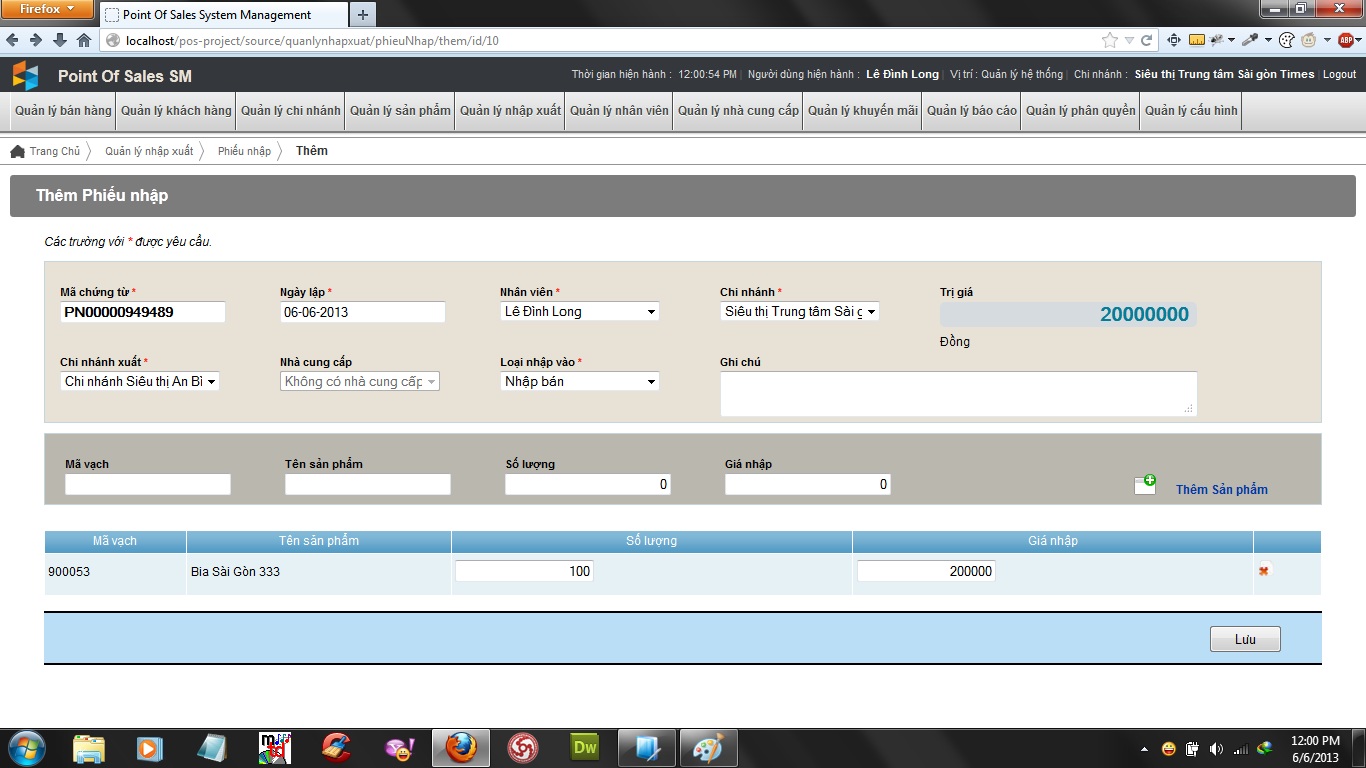 Firefox
Point Of Sales System Management
localhost/pos-project/source/quanlynhapxuat/phieuNhap/them/id/10
ABP
Point Of Sales SM
Thời gian hiện hành : 12:00:54 PM | Người dùng hiện hành : Lê Đình Long | Vị trí : Quản lý hệ thống | Chi nhánh : Siêu thị Trung tâm Sài gòn Times | Logout
Quản lý bán hàng Quản lý khách hàng Quản lý chi nhánh Quản lý sản phẩm Quản lý nhập xuất Quản lý nhân viên Quản lý nhà cung cấp Quản lý khuyến mãi Quản lý báo cáo Quản lý phân quyền Quản lý cấu hình
Trang Chủ Quản lý nhập xuất Phiếu nhập Thêm
Thêm Phiếu nhập
Các trường với * được yêu cầu.
Mã chứng từ * Ngày lập * Nhân viên * Chi nhánh * Trị giá
PN00000949489 06-06-2013 Lê Đình Long Siêu thị Trung tâm Sài g 20000000
Đồng
Chi nhánh xuất * Nhà cung cấp Loại nhập vào * Ghi chú
Chi nhánh Siêu thị An Bì Không có nhà cung cấp Nhập bán
Mã vạch Tên sản phẩm Số lượng Giá nhập
0 0 Thêm Sản phẩm
Mã vạch Tên sản phẩm Số lượng Giá nhập
900053 Bia Sài Gòn 333 100 200000
Lưu
Dw
12:00 PM
6/6/2013